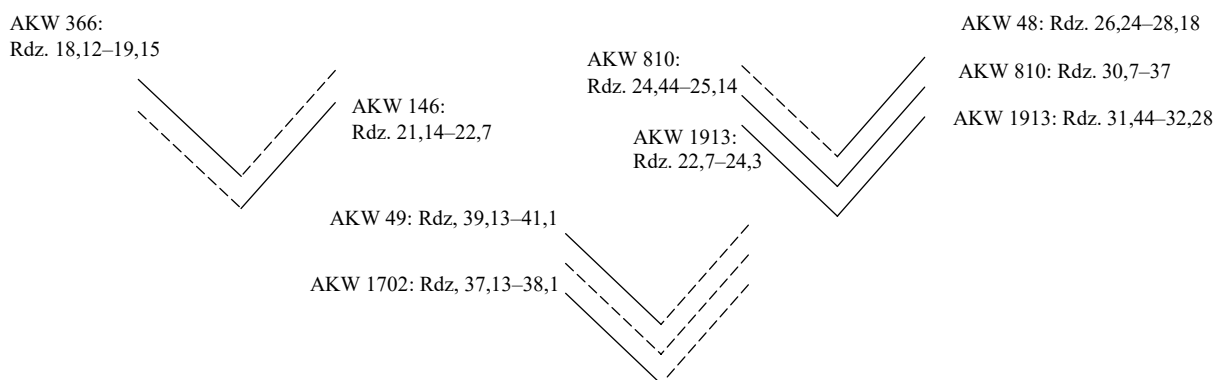 AKW 366:
Rdz. 18,12–19,15
AKW 146:
Rdz. 21,14–22,7
AKW 810:
Rdz. 24,44–25,14
AKW 1913:
Rdz. 22,7–24,3
AKW 48: Rdz. 26,24–28,18
AKW 810: Rdz. 30,7–37
AKW 1913: Rdz. 31,44–32,28
AKW 49: Rdz, 39,13–41,1
AKW 1702: Rdz, 37,13–38,1